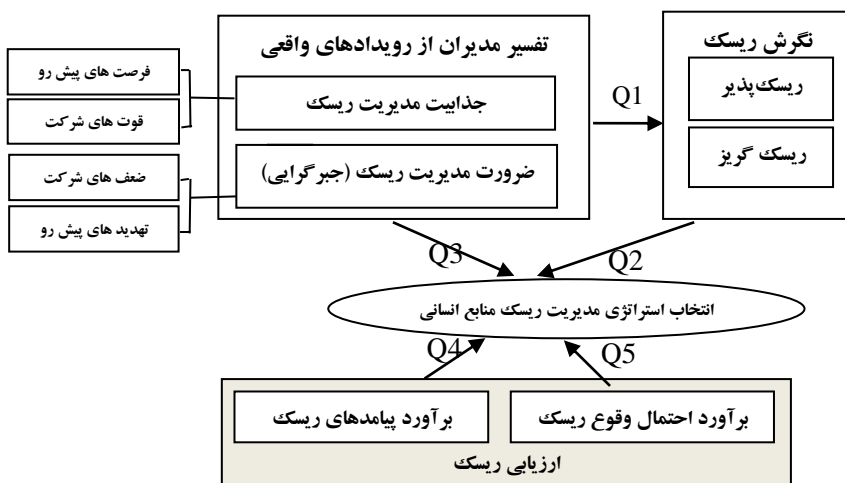 نگرش ریسک
ریسک‌پذیر
ریسک گریز
Q1
تفسیر مدیران از رویدادهای واقعی
جذابیت مدیریت ریسک
ضرورت مدیریت ریسک (جبرگرایی)
فرصت های پیش رو
قوت های شرکت
ضعف های شرکت
تهدید های پیش رو
Q2
Q3
انتخاب استراتژی مدیریت ریسک منابع انسانی
Q5
Q4
برآورد احتمال وقوع ریسک
برآورد پیامدهای ریسک
ارزیابی ریسک